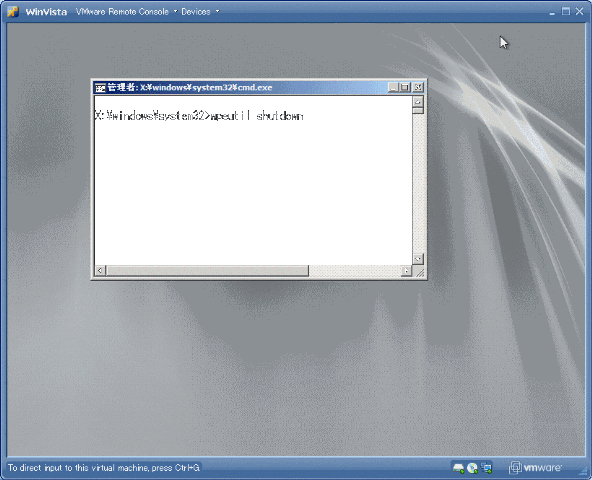 WinVista VMware Remote Console Devices
管理者: X:¥windows¥system32¥cmd.exe
X:¥windows¥system32>wpeutil shutdown
To direct input to this virtual machine, press Ctrl+G.
vmware